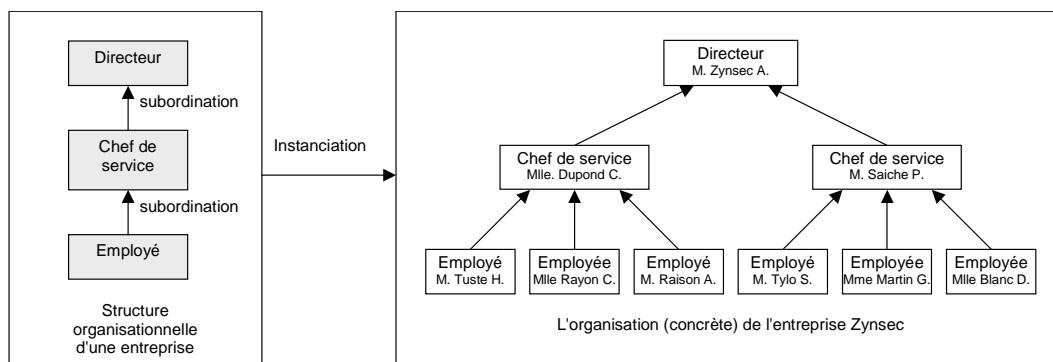 Directeur
subordination
Chef de
service
subordination
Employé
Structure
organisationnelle
d'une entreprise
Instanciation
Directeur
M. Zynsec A.
Chef de service
Mlle. Dupond C.
Chef de service
M. Saiche P.
Employé
M. Tuste H.
Employée
Mlle Rayon C.
Employé
M. Raison A.
Employé
M. Tylo S.
Employée
Mme Martin G.
Employée
Mlle Blanc D.
L'organisation (concrète) de l'entreprise Zynsec